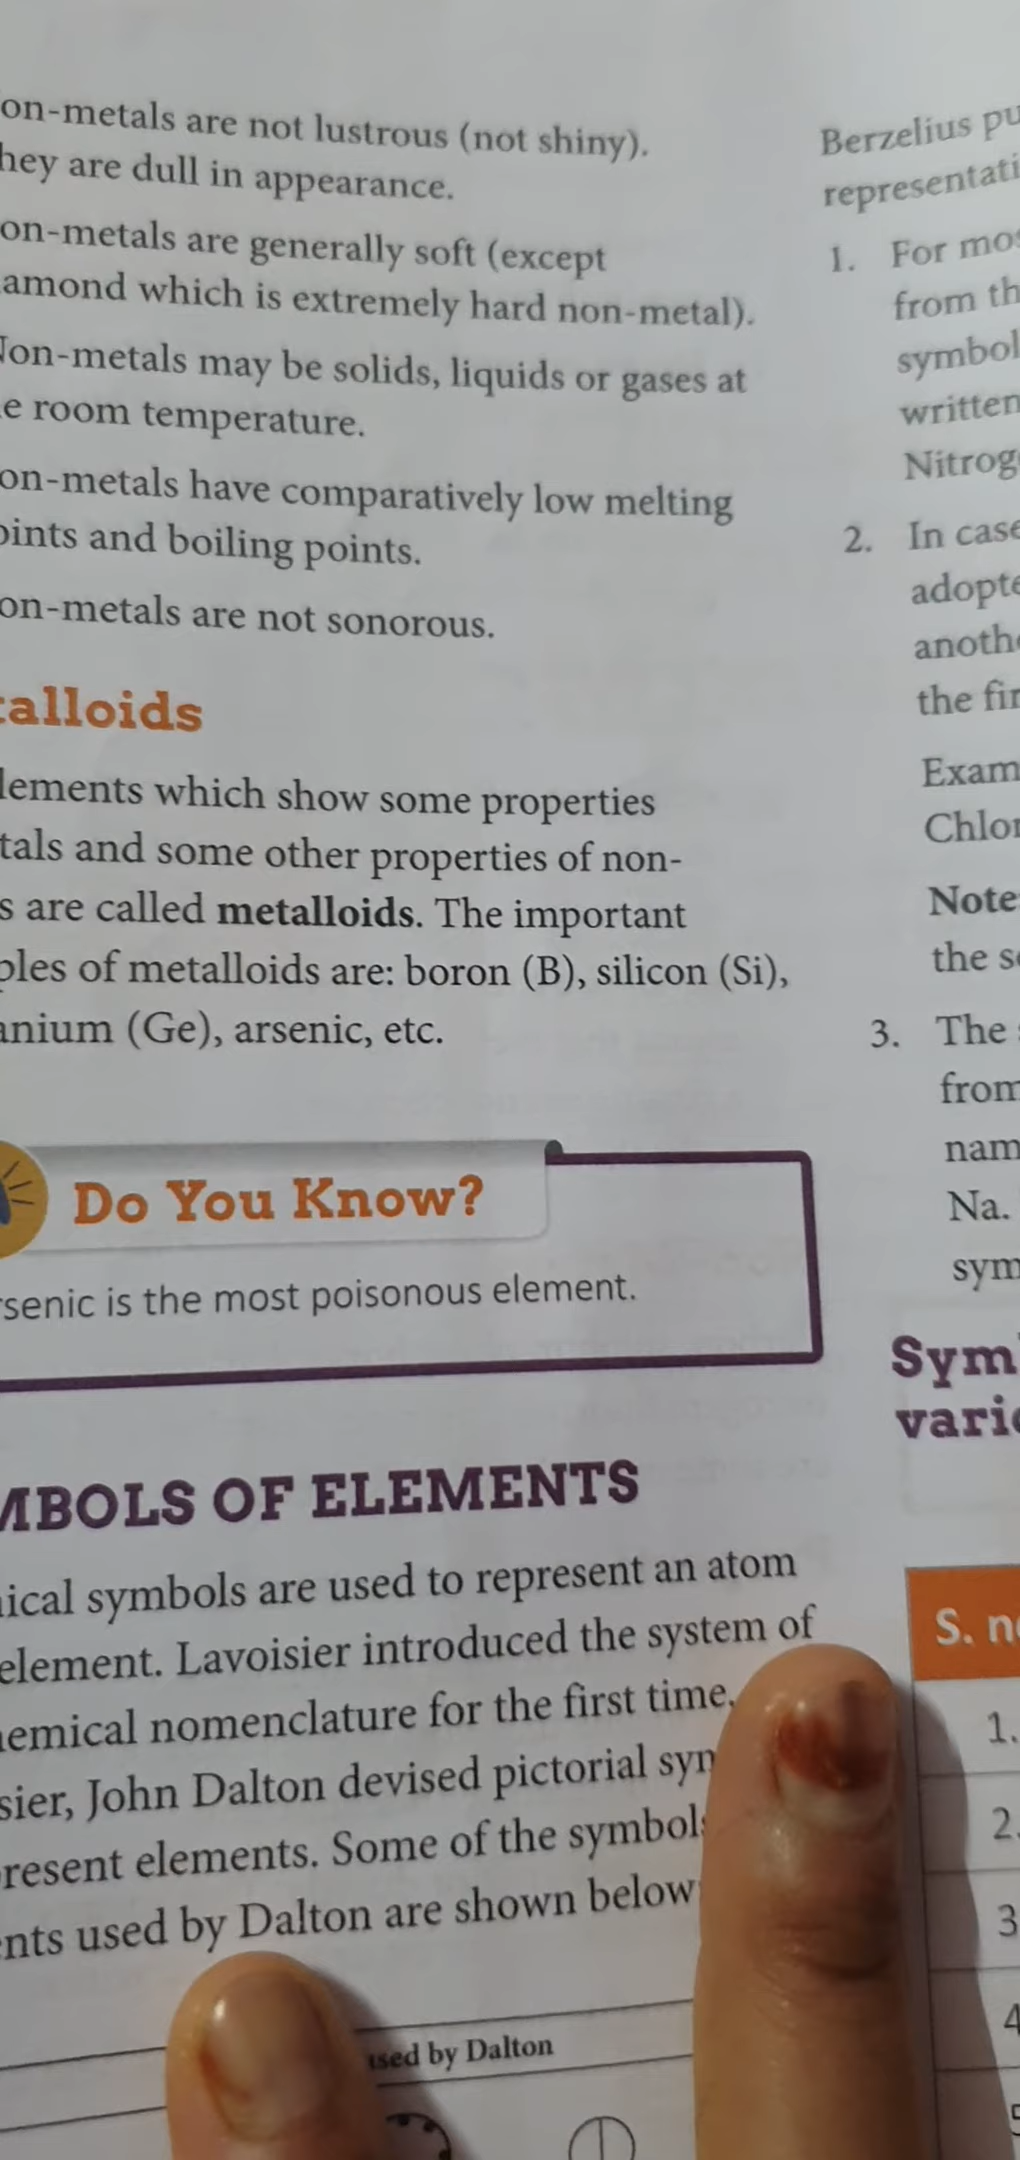 on-metals are not lustrous (not shiny).
hey are dull in appearance.
on-metals are generally soft (except
amond which is extremely hard non-metal).
on-metals may be solids, liquids or gases at
e room temperature.
on-metals have comparatively low melting
oints and boiling points.
on-metals are not sonorous.
talloids
lements which show some properties
tals and some other properties of non-
s are called metalloids. The important
ples of metalloids are: boron (B), silicon (Si),
anium (Ge), arsenic, etc.
Do You Know?
rsenic is the most poisonous element.
MBOLS OF ELEMENTS
ical symbols are used to represent an atom
element. Lavoisier introduced the system of
hemical nomenclature for the first time.
sier, John Dalton devised pictorial sym
resent elements. Some of the symbols
ents used by Dalton are shown below
used by Dalton
Berzelius pu
representati
1. For mos
from th
symbol
written
Nitrog
2. In case
adopte
anoth
the fir
Exam
Chlor
Note
the s
3. The
from
nam
Na.
sym
Sym
vari
S. n
1.
2.
3
4
5